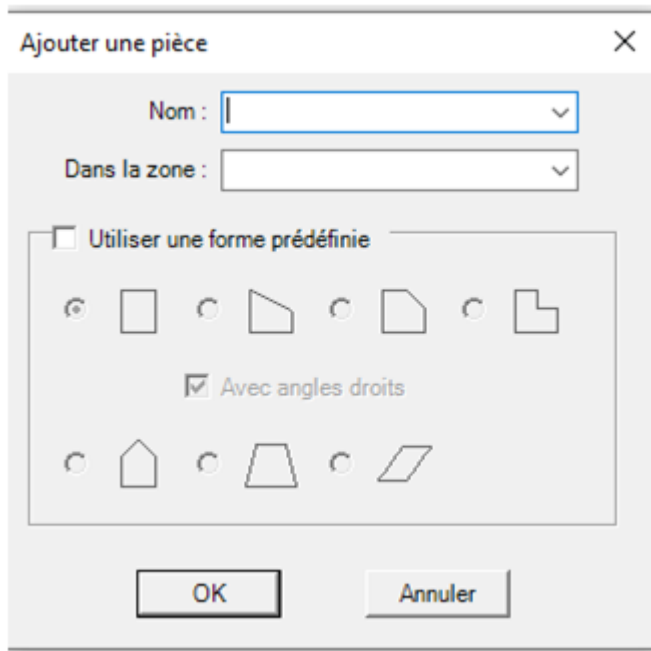 Ajouter une pièce
Nom :
Dans la zone :
Utiliser une forme prédéfinie
Avec angles droits
OK
Annuler